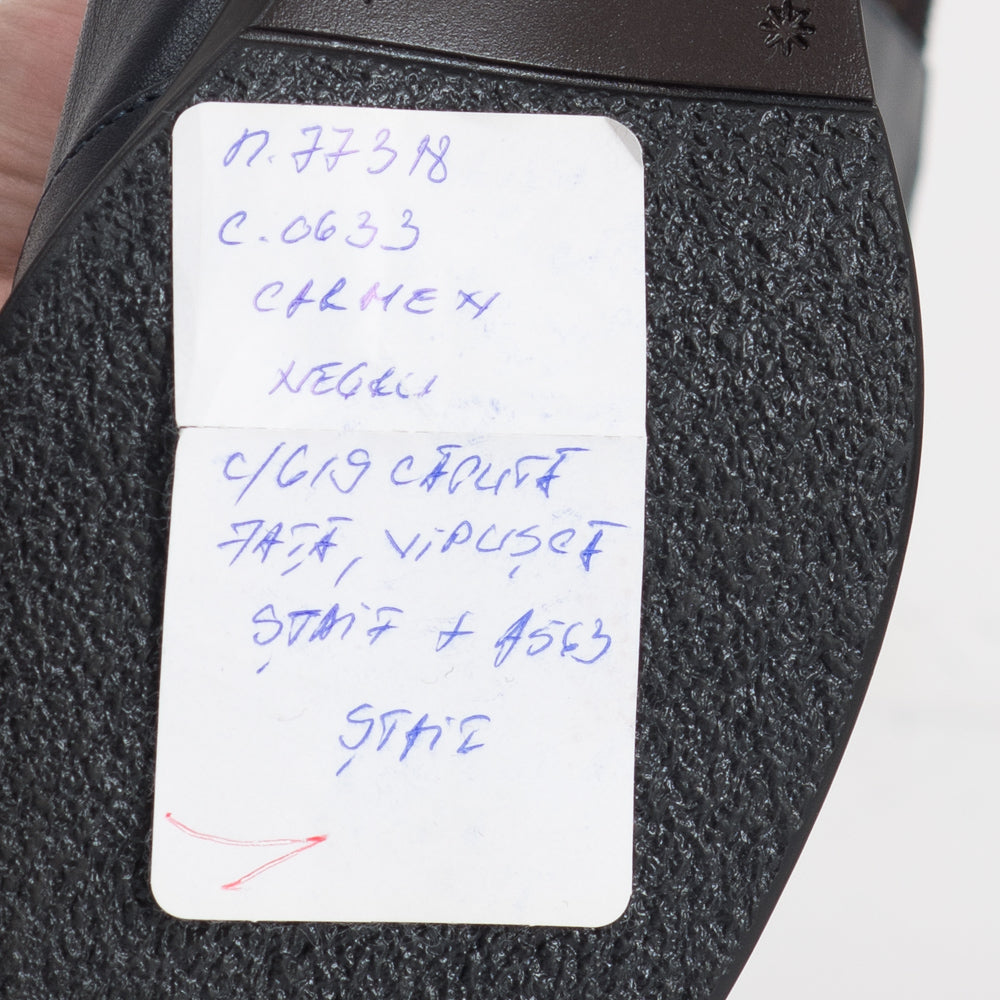 п. 77318
C. 0633
CARMEN
NEGRU
C/619 CĂPUTĂ
FAȚĂ, VIPUȘCĂ
ȘTAIF + A563
ȘTAIF